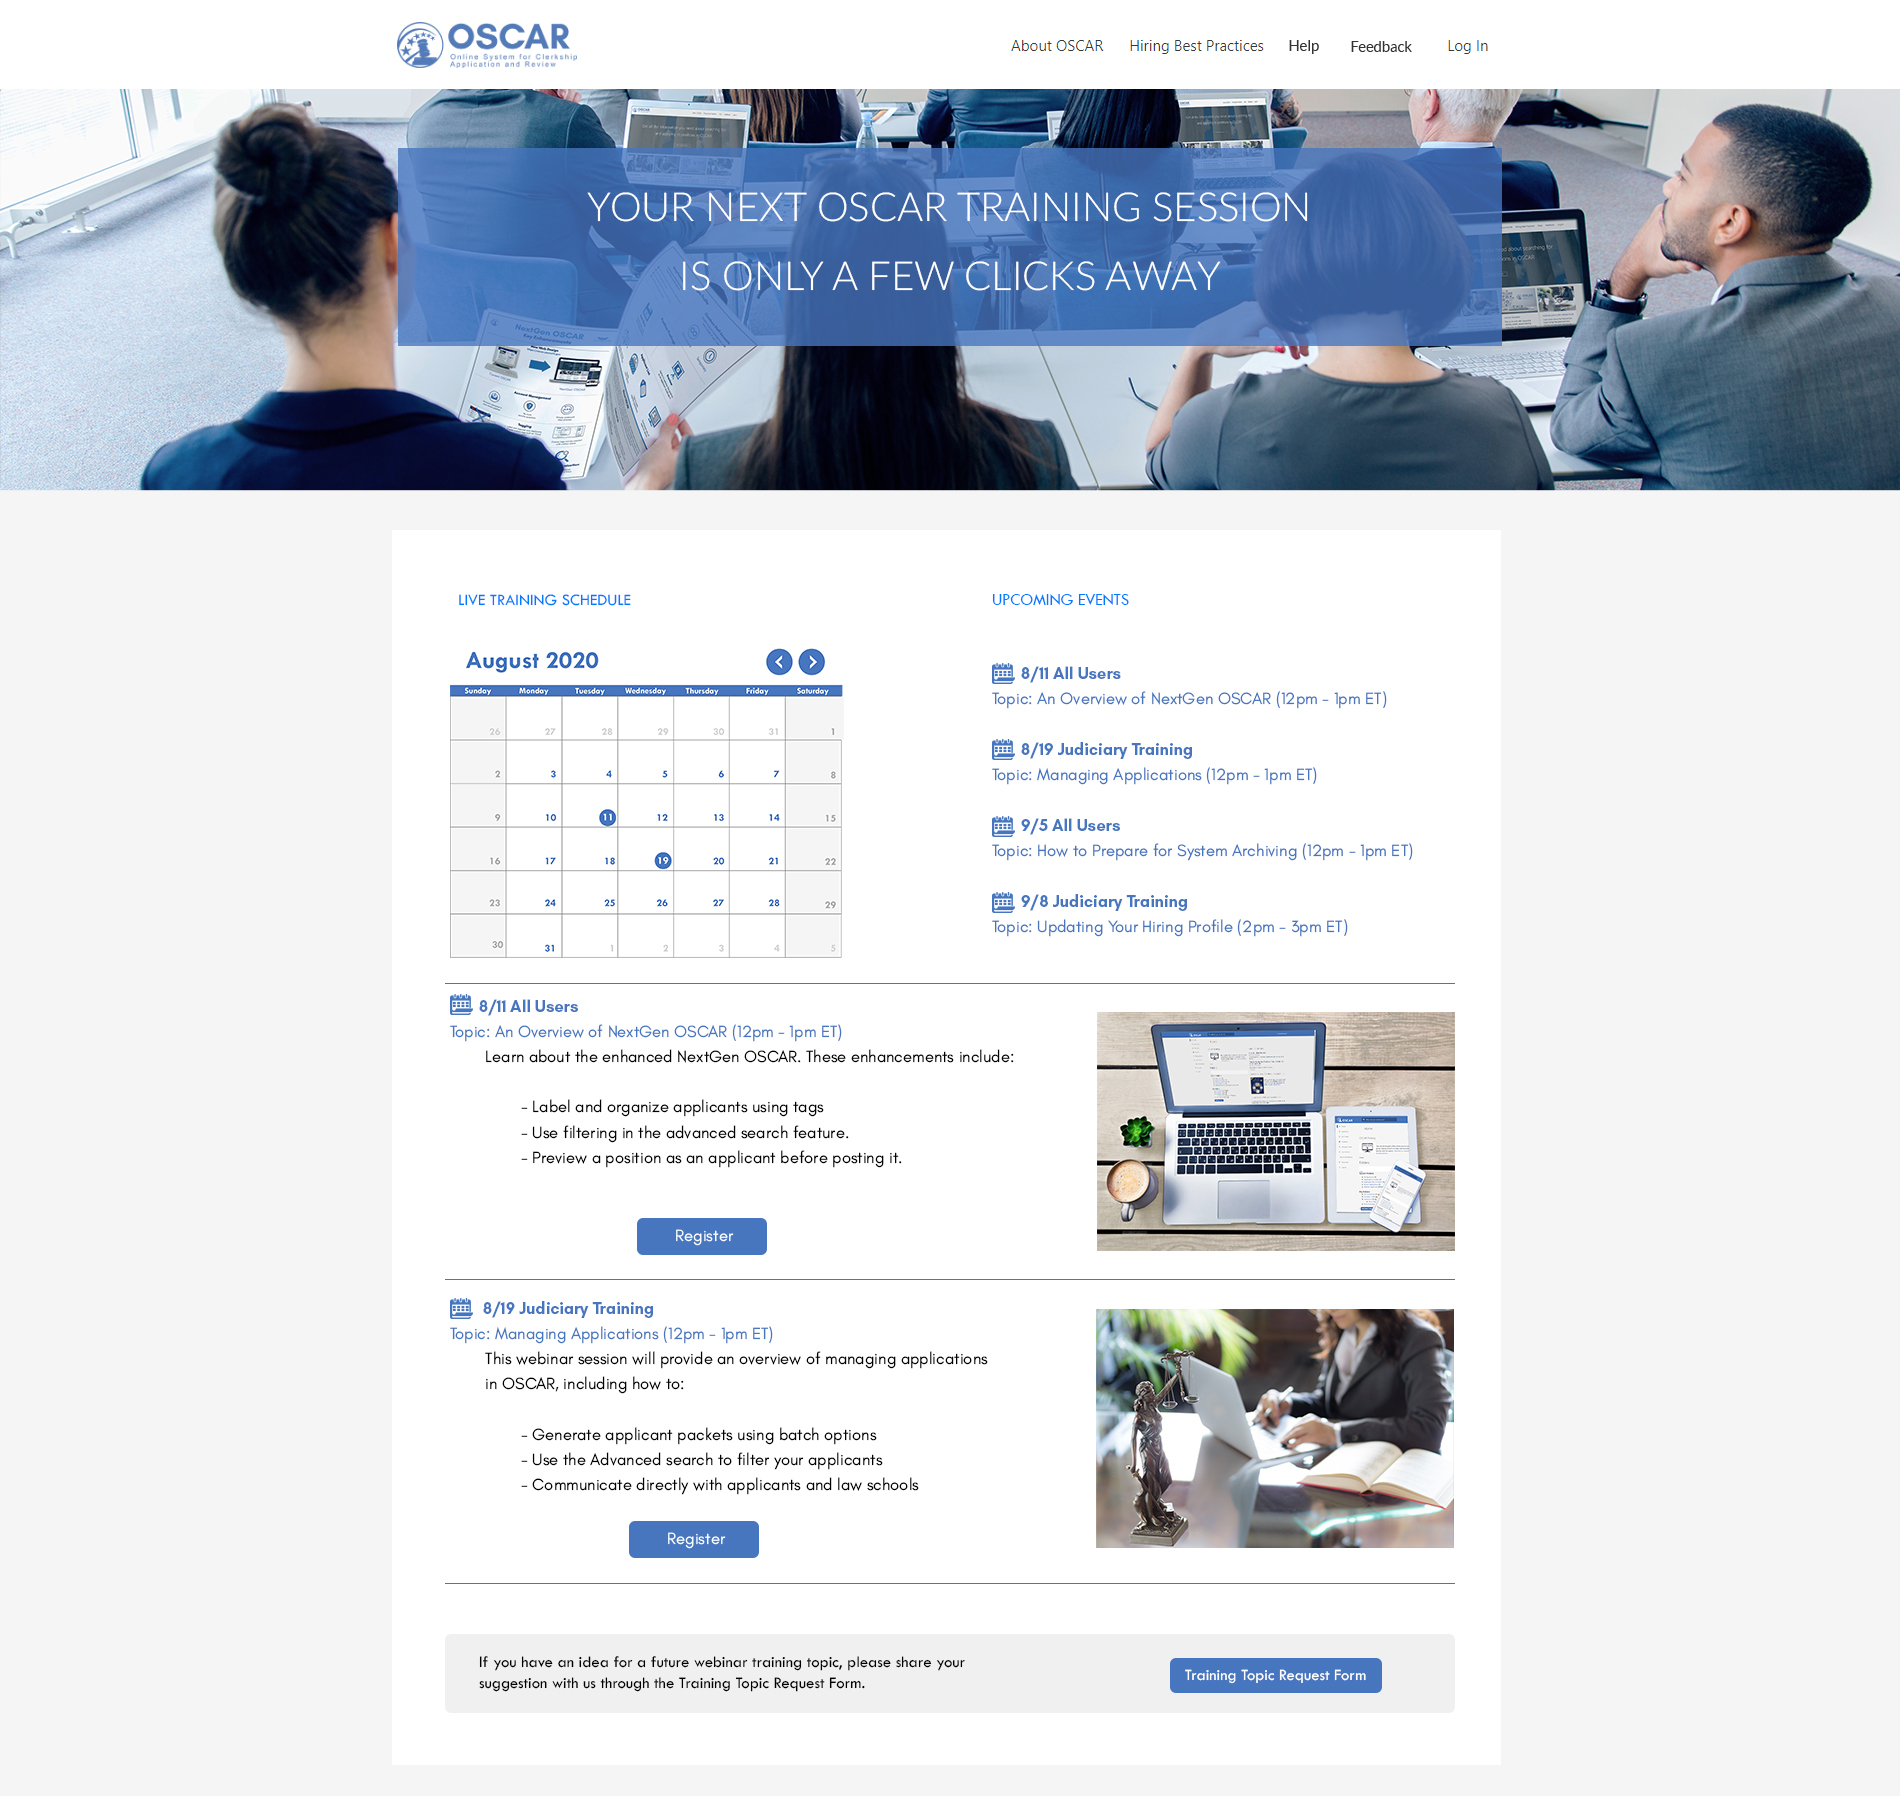 OSCAR
Online System for Clerkship
Application and Review
About OSCAR
Hiring Best Practices
Help
Feedback
Log In
YOUR NEXT OSCAR TRAINING SESSION
IS ONLY A FEW CLICKS AWAY
NextGen OSCAR
Key Enhancements
Account Management
LIVE TRAINING SCHEDULE
August 2020
Sunday Monday Tuesday Wednesday Thursday Friday Saturday
26 27 28 29 30 31 1
2 3 4 5 6 7 8
9 10 11 12 13 14 15
16 17 18 19 20 21 22
23 24 25 26 27 28 29
30 31 1 2 3 4 5
UPCOMING EVENTS
8/11 All Users
Topic: An Overview of NextGen OSCAR (12pm - 1pm ET)
8/19 Judiciary Training
Topic: Managing Applications (12pm - 1pm ET)
9/5 All Users
Topic: How to Prepare for System Archiving (12pm - 1pm ET)
9/8 Judiciary Training
Topic: Updating Your Hiring Profile (2pm - 3pm ET)
8/11 All Users
Topic: An Overview of NextGen OSCAR (12pm - 1pm ET)
Learn about the enhanced NextGen OSCAR. These enhancements include:
- Label and organize applicants using tags
- Use filtering in the advanced search feature.
- Preview a position as an applicant before posting it.
Register
8/19 Judiciary Training
Topic: Managing Applications (12pm - 1pm ET)
This webinar session will provide an overview of managing applications
in OSCAR, including how to:
- Generate applicant packets using batch options
- Use the Advanced search to filter your applicants
- Communicate directly with applicants and law schools
Register
If you have an idea for a future webinar training topic, please share your
suggestion with us through the Training Topic Request Form.
Training Topic Request Form